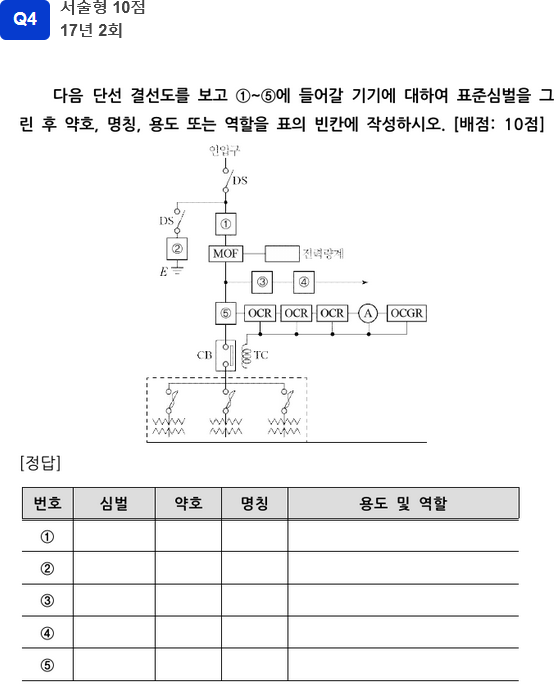 Q4
서술형 10점
17년 2회
다음 단선 결선도를 보고 ①~⑤에 들어갈 기기에 대하여 표준심벌을 그
린 후 약호, 명칭, 용도 또는 역할을 표의 빈칸에 작성하시오. [배점: 10점]
인입구
DS
DS
①
②
E
MOF
전력량계
③ ④
⑤ OCR OCR OCR A OCGR
CB TC
[정답]
번호 심벌 약호 명칭 용도 및 역할
①
②
③
④
⑤